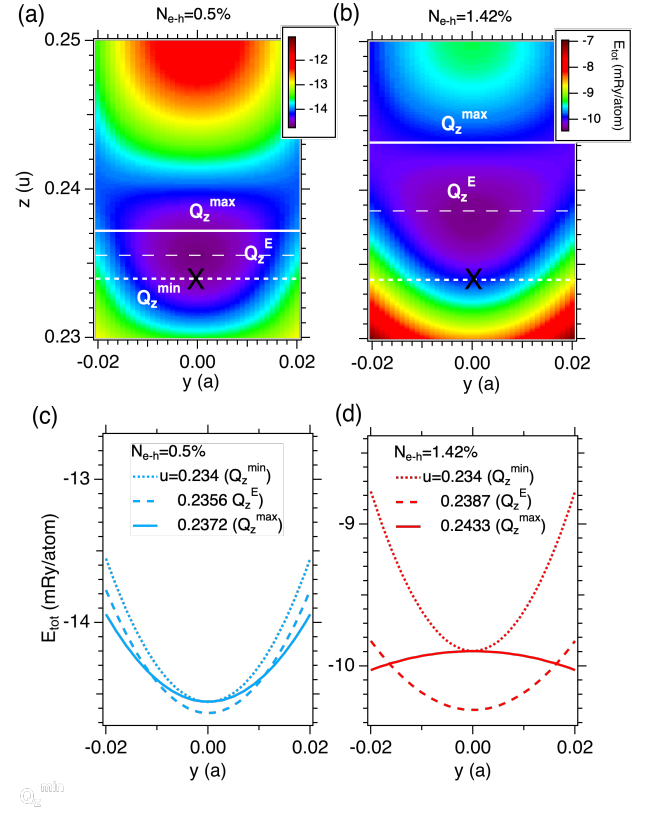 (a) N_e-h=0.5%
(b) N_e-h=1.42%
0.25
0.24
0.23
z (u)
-12
-13
-14
Q_z^max
Q_z^E
X
Q_z^min
-0.02 0.00 0.02
y (a)
-7
-8
-9
-10
E_tot (mRy/atom)
Q_z^max
Q_z^E
X
-0.02 0.00 0.02
y (a)
(c)
N_e-h=0.5%
u=0.234 (Q_z^min)
0.2356 Q_z^E)
0.2372 (Q_z^max)
-13
-14
E_tot (mRy/atom)
-0.02 0.00 0.02
y (a)
(d)
N_e-h=1.42%
u=0.234 (Q_z^min)
0.2387 (Q_z^E)
0.2433 (Q_z^max)
-9
-10
-0.02 0.00 0.02
y (a)
Q_z^min